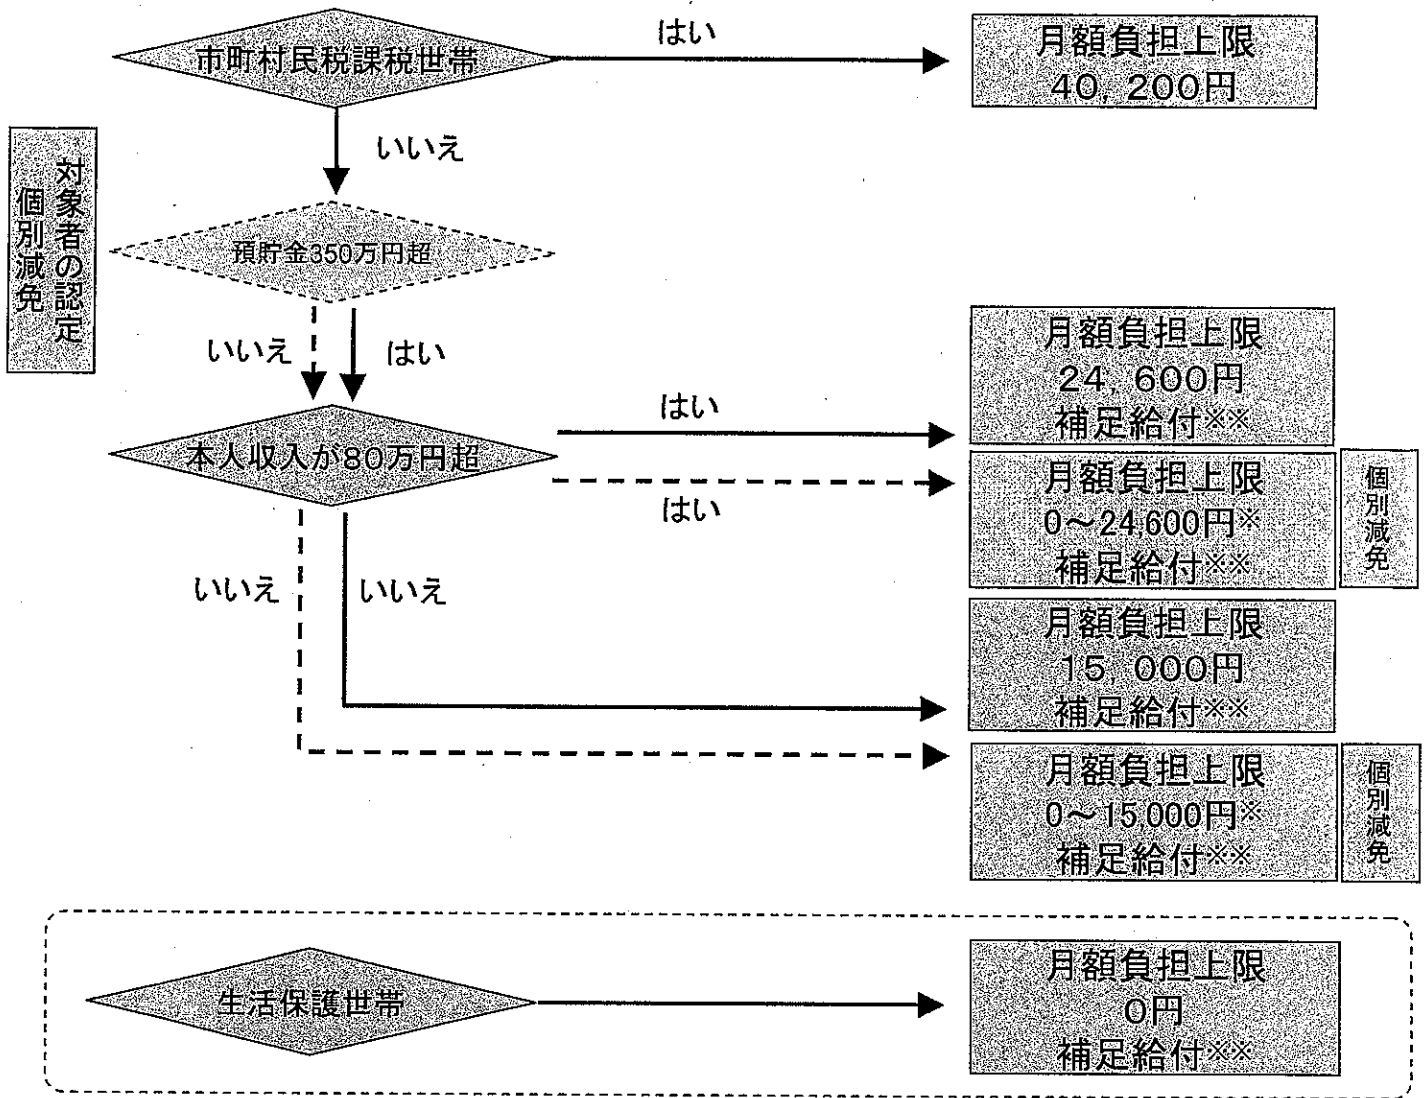 市町村民税課税世帯
はい
月額負担上限
40,200円
いいえ
対象者の認定
個別減免
預貯金350万円超
いいえ
はい
本人収入が80万円超
はい
月額負担上限
24,600円
補足給付※※
はい
月額負担上限
0～24,600円※
補足給付※※
個別減免
いいえ
いいえ
月額負担上限
15,000円
補足給付※※
月額負担上限
0～15,000円※
補足給付※※
個別減免
生活保護世帯
月額負担上限
0円
補足給付※※